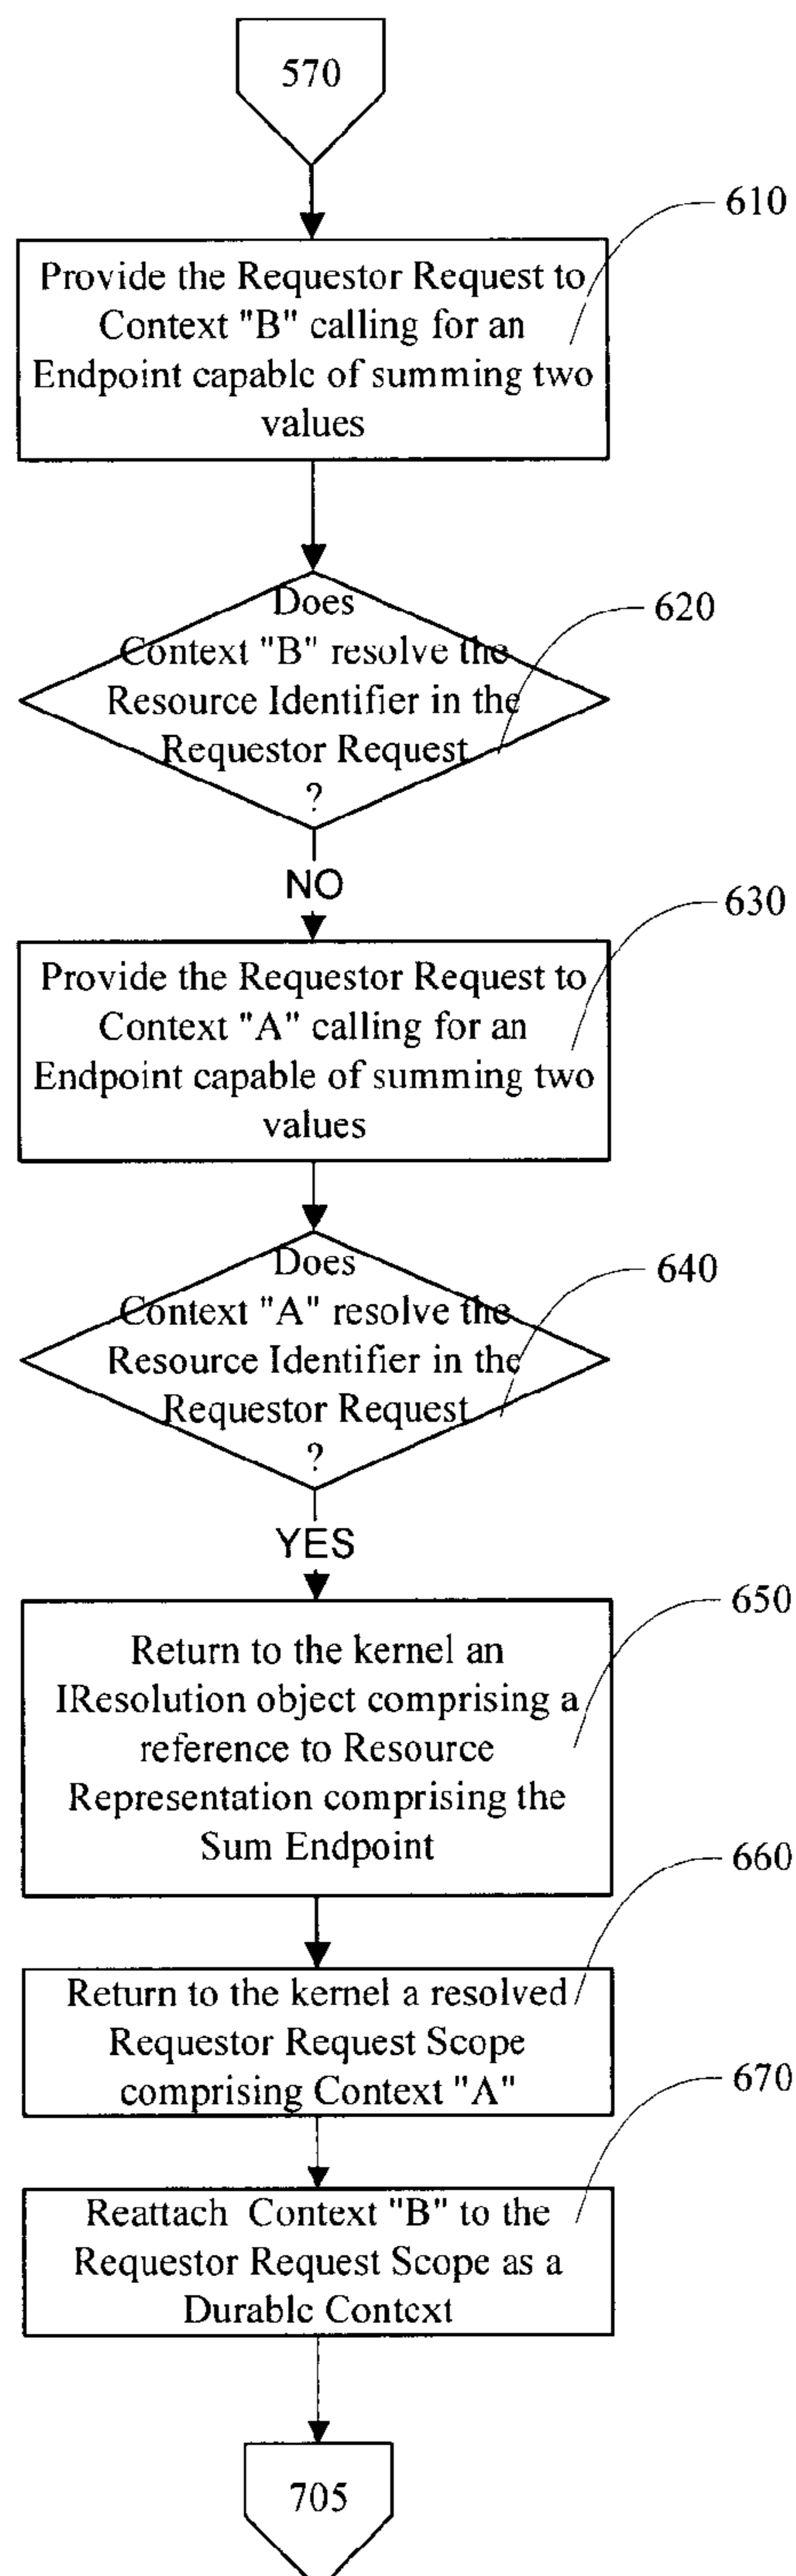 570
610
Provide the Requestor Request to
Context "B" calling for an
Endpoint capable of summing two
values
620
Does
Context "B" resolve the
Resource Identifier in the
Requestor Request
?
NO
630
Provide the Requestor Request to
Context "A" calling for an
Endpoint capable of summing two
values
640
Does
Context "A" resolve the
Resource Identifier in the
Requestor Request
?
YES
650
Return to the kernel an
IResolution object comprising a
reference to Resource
Representation comprising the
Sum Endpoint
660
Return to the kernel a resolved
Requestor Request Scope
comprising Context "A"
670
Reattach Context "B" to the
Requestor Request Scope as a
Durable Context
705